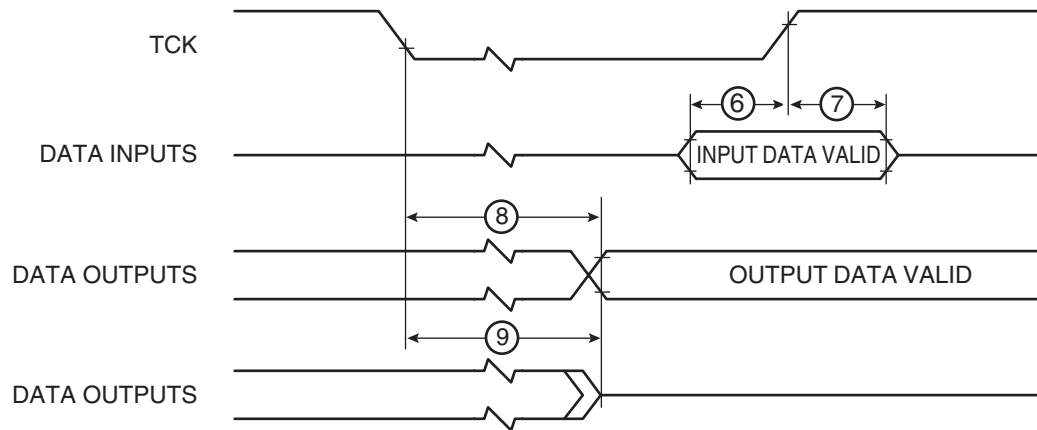 TCK
6
7
DATA INPUTS
INPUT DATA VALID
8
DATA OUTPUTS
OUTPUT DATA VALID
9
DATA OUTPUTS